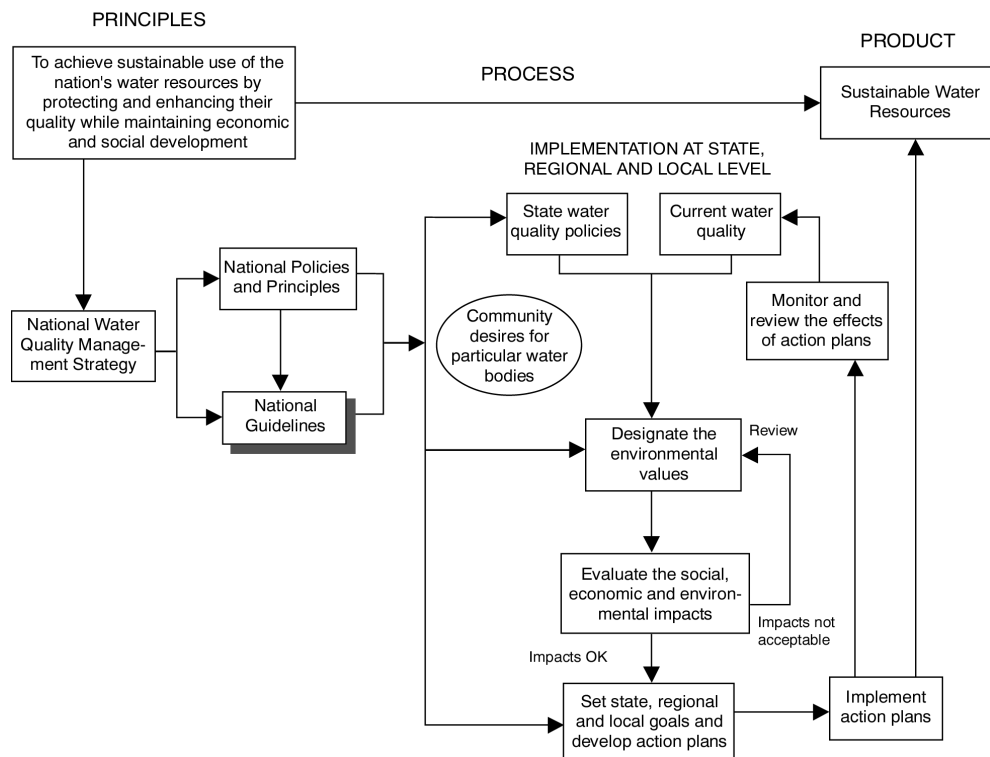 PRINCIPLES
To achieve sustainable use of the
nation's water resources by
protecting and enhancing their
quality while maintaining economic
and social development
PROCESS
PRODUCT
Sustainable Water
Resources
IMPLEMENTATION AT STATE,
REGIONAL AND LOCAL LEVEL
State water
quality policies
Current water
quality
National Policies
and Principles
National Water
Quality Manage-
ment Strategy
National
Guidelines
Community
desires for
particular water
bodies
Monitor and
review the effects
of action plans
Designate the
environmental
values
Review
Evaluate the social,
economic and environ-
mental impacts
Impacts not
acceptable
Impacts OK
Set state, regional
and local goals and
develop action plans
Implement
action plans